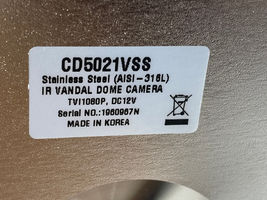 CD5021VSS
Stainless Steel (AISI-316L)
IR VANDAL DOME CAMERA
TVI1080P, DC12V
Serial NO.:1960967N
MADE IN KOREA